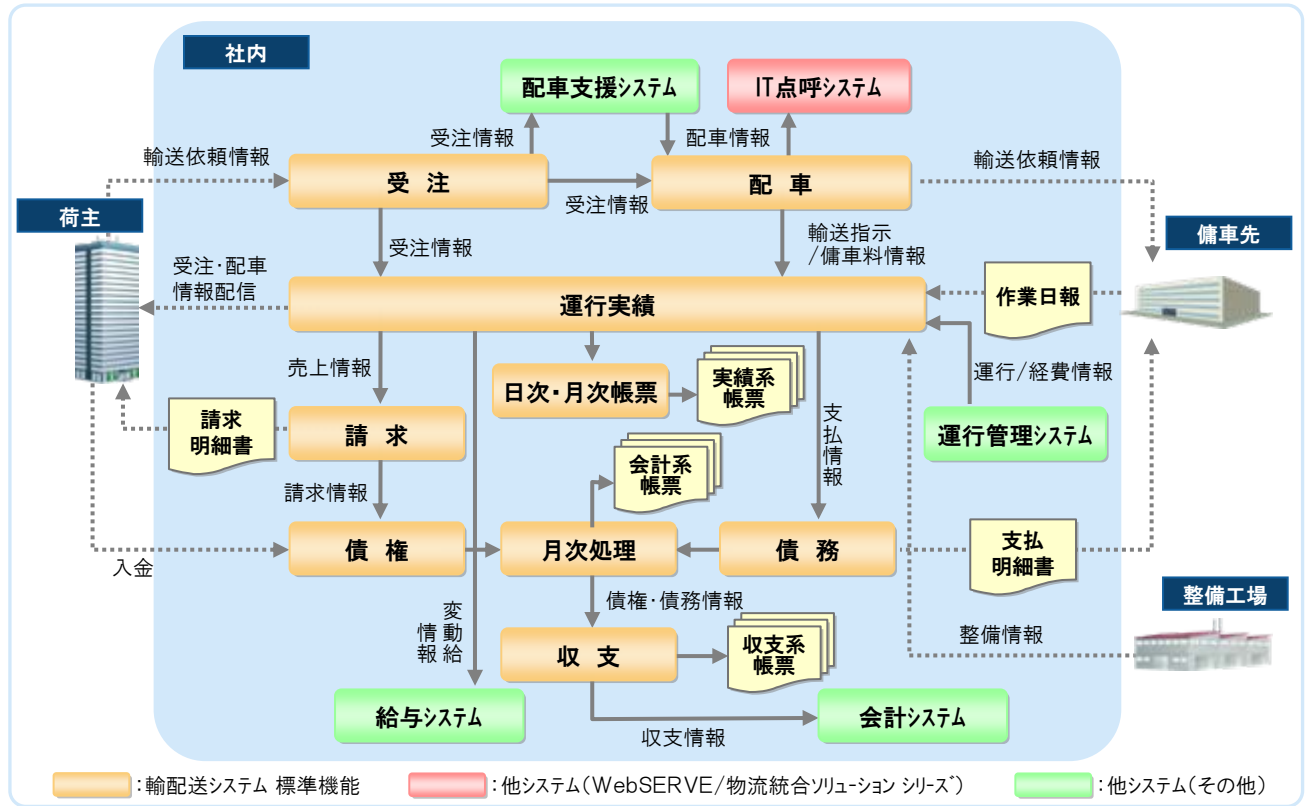 社内
配車支援システム
IT点呼システム
受注情報
配車情報
輸送依頼情報
輸送依頼情報
受 注
配 車
受注情報
荷主
傭車先
受注情報
輸送指示
/傭車料情報
受注・配車
情報配信
運行実績
作業日報
売上情報
日次・月次帳票
実績系
帳票
運行/経費情報
請求
明細書
請 求
支払情報
運行管理システム
会計系
帳票
請求情報
債 権
月次処理
債 務
支払
明細書
入金
債権・債務情報
整備工場
変動給
情報
収 支
収支系
帳票
整備情報
給与システム
会計システム
収支情報
:輸配送システム 標準機能
:他システム(WebSERVE/物流統合ソリューション シリーズ)
:他システム(その他)